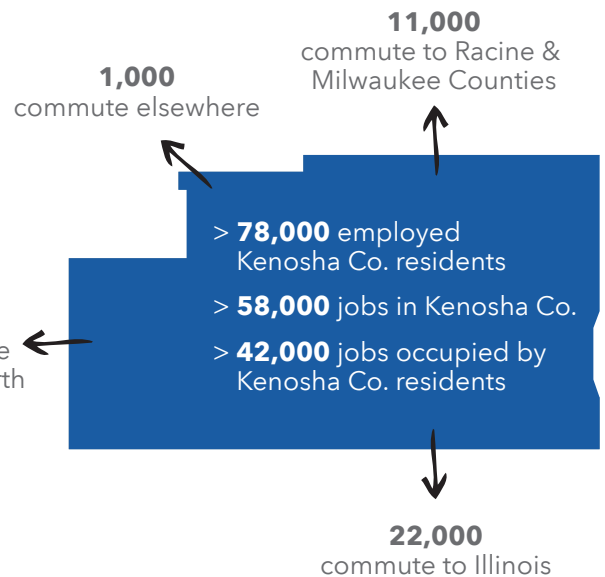 11,000
commute to Racine &
Milwaukee Counties
1,000
commute elsewhere
> 78,000 employed
Kenosha Co. residents
> 58,000 jobs in Kenosha Co.
> 42,000 jobs occupied by
Kenosha Co. residents
22,000
commute to Illinois